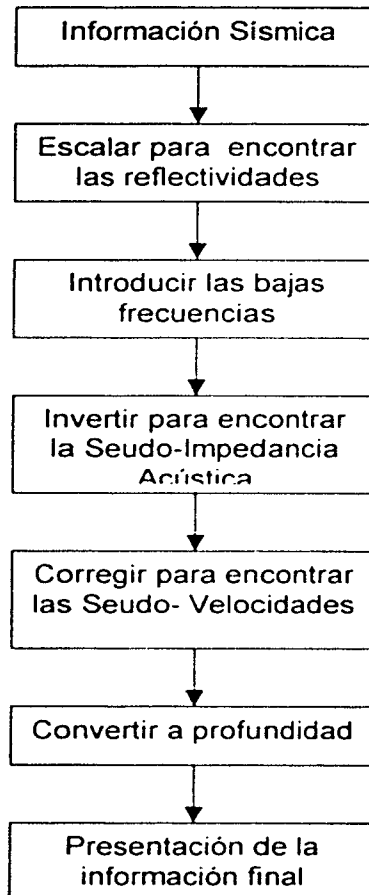 Información Sísmica
Escalar para encontrar
las reflectividades
Introducir las bajas
frecuencias
Invertir para encontrar
la Seudo-Impedancia
Acústica
Corregir para encontrar
las Seudo- Velocidades
Convertir a profundidad
Presentación de la
información final